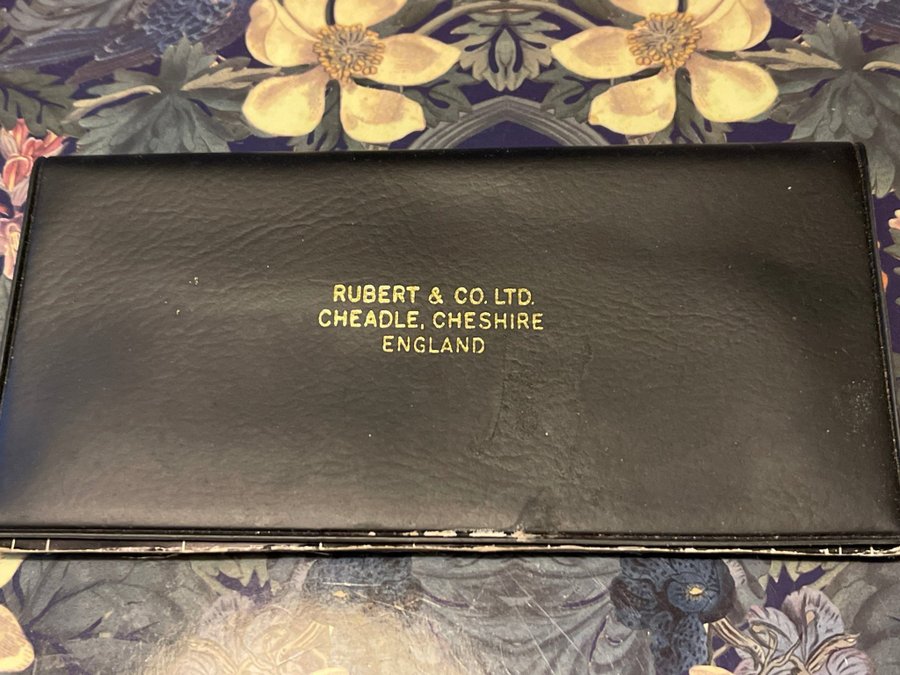 RUBERT & CO. LTD.
CHEADLE, CHESHIRE
ENGLAND